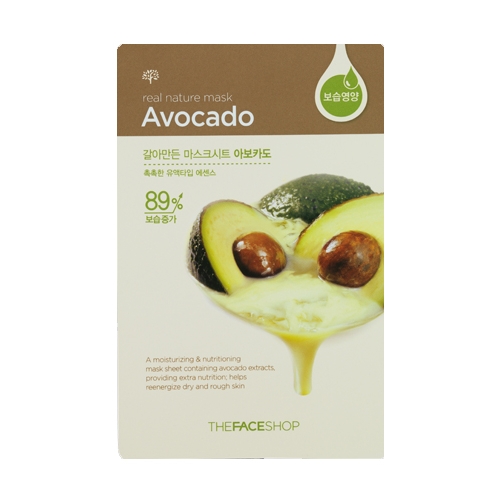 real nature mask
Avocado
보습영양
갈아만든 마스크시트 아보카도
촉촉한 유액타입 에센스
89%
보습증가
A moisturizing & nutritioning
mask sheet containing avocado extracts,
providing extra nutrition; helps
reenergize dry and rough skin
THEFACESHOP